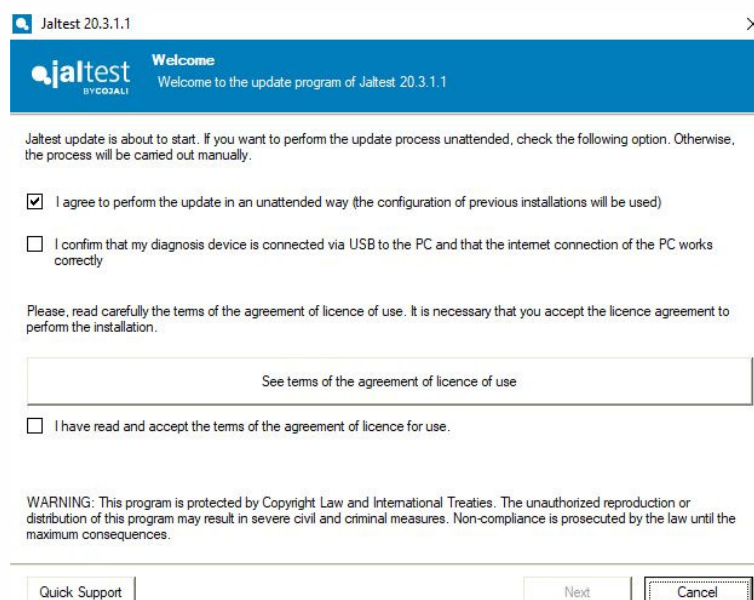 Jaltest 20.3.1.1
jaltest
BY COJALI
Welcome
Welcome to the update program of Jaltest 20.3.1.1
Jaltest update is about to start. If you want to perform the update process unattended, check the following option. Otherwise,
the process will be carried out manually.
I agree to perform the update in an unattended way (the configuration of previous installations will be used)
I confirm that my diagnosis device is connected via USB to the PC and that the internet connection of the PC works
correctly
Please, read carefully the terms of the agreement of licence of use. It is necessary that you accept the licence agreement to
perform the installation.
See terms of the agreement of licence of use
I have read and accept the terms of the agreement of licence for use.
WARNING: This program is protected by Copyright Law and International Treaties. The unauthorized reproduction or
distribution of this program may result in severe civil and criminal measures. Non-compliance is prosecuted by the law until the
maximum consequences.
Quick Support
Next
Cancel